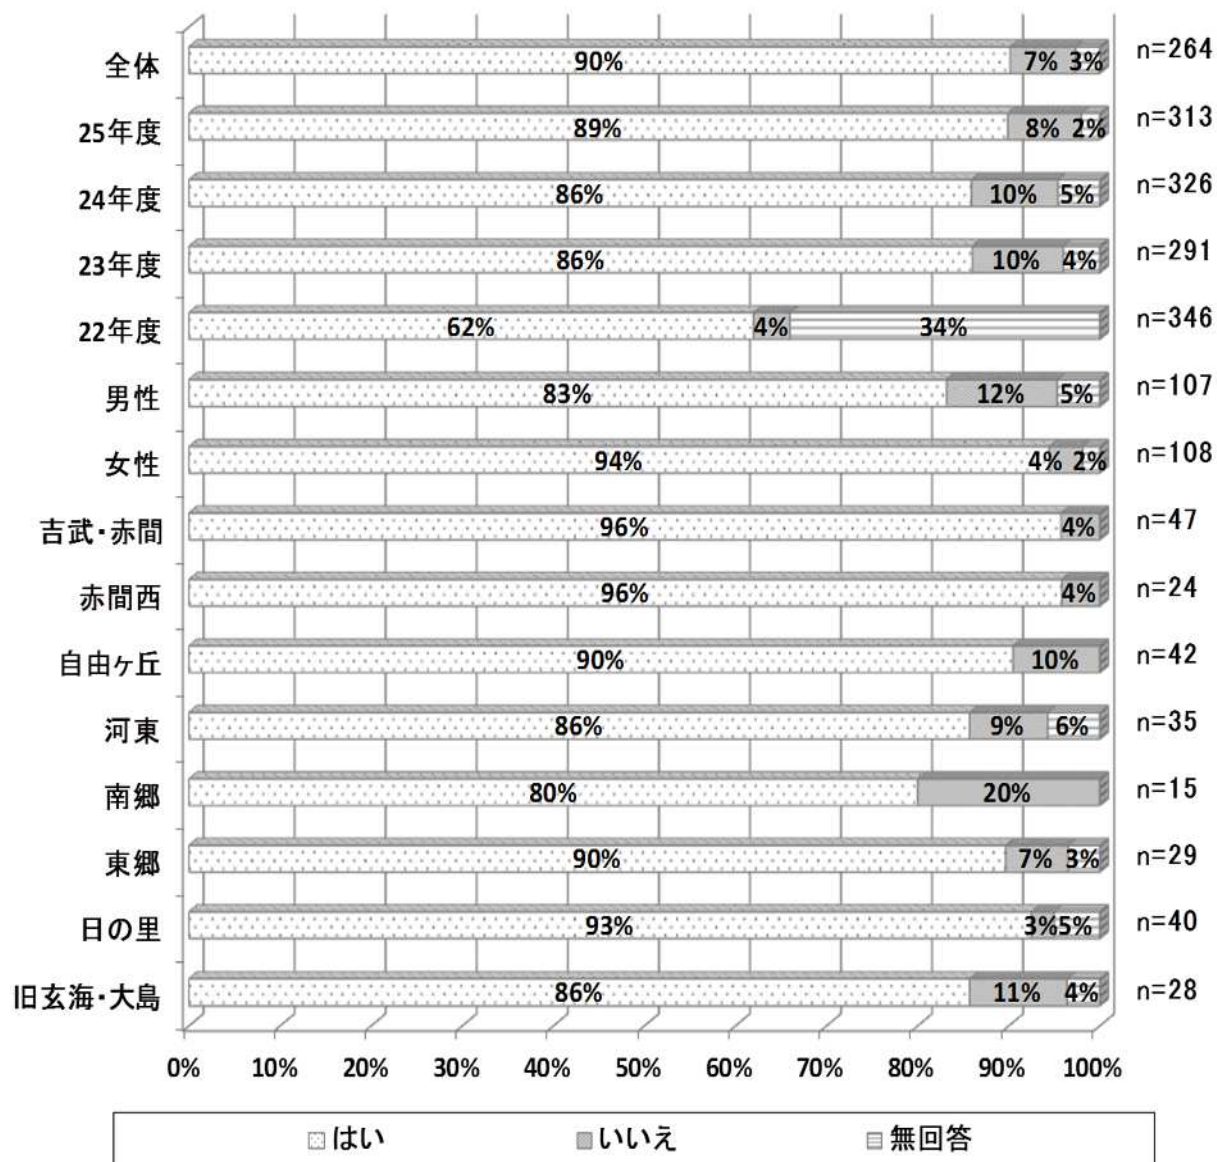 全体 90% 7% 3% n=264
25年度 89% 8% 2% n=313
24年度 86% 10% 5% n=326
23年度 86% 10% 4% n=291
22年度 62% 4% 34% n=346
男性 83% 12% 5% n=107
女性 94% 4% 2% n=108
吉武・赤間 96% 4% n=47
赤間西 96% 4% n=24
自由ヶ丘 90% 10% n=42
河東 86% 9% 6% n=35
南郷 80% 20% n=15
東郷 90% 7% 3% n=29
日の里 93% 3% 5% n=40
旧玄海・大島 86% 11% 4% n=28
0% 10% 20% 30% 40% 50% 60% 70% 80% 90% 100%
はい いいえ 無回答